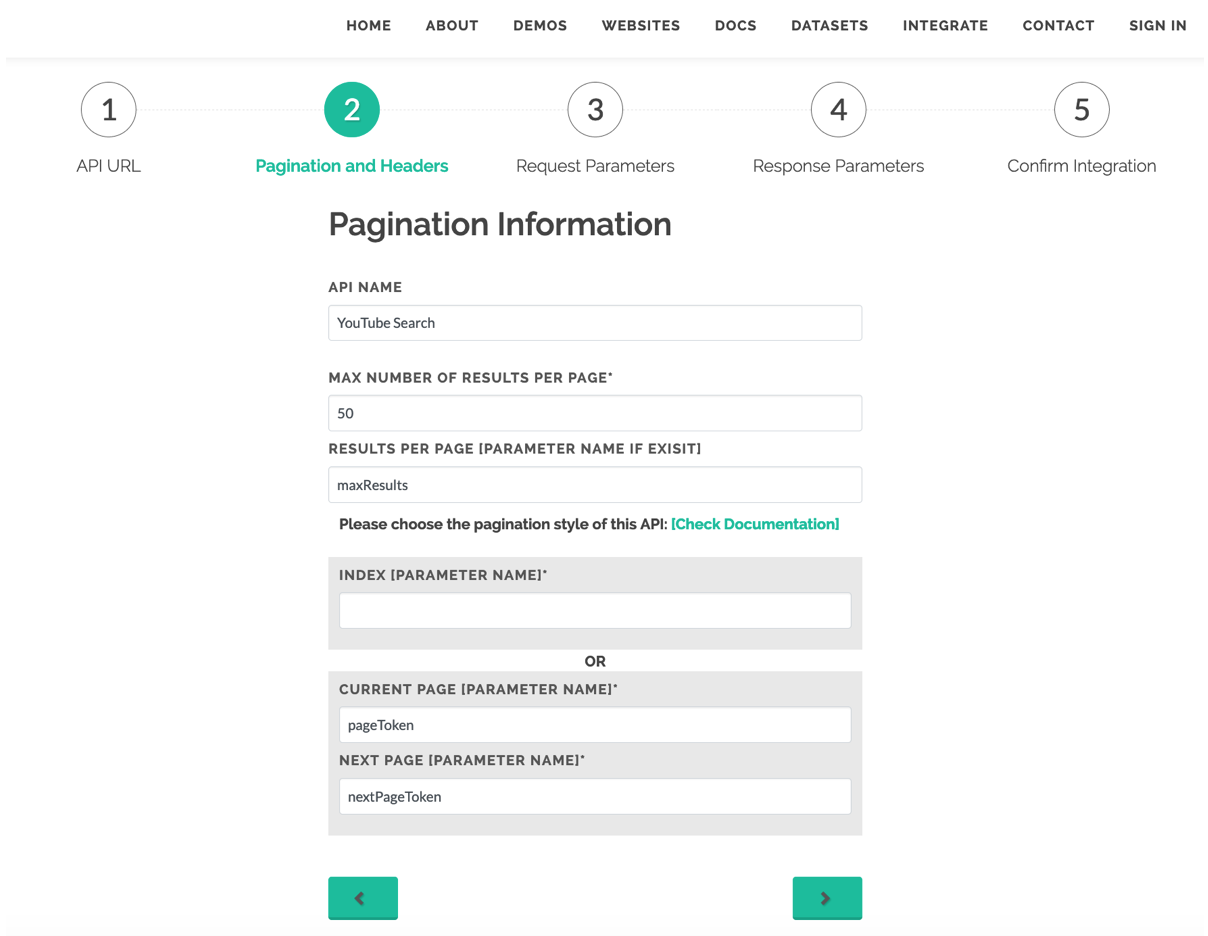 HOME ABOUT DEMOS WEBSITES DOCS DATASETS INTEGRATE CONTACT SIGN IN
1 2 3 4 5
API URL Pagination and Headers Request Parameters Response Parameters Confirm Integration
Pagination Information
API NAME
YouTube Search
MAX NUMBER OF RESULTS PER PAGE*
50
RESULTS PER PAGE [PARAMETER NAME IF EXISIT]
maxResults
Please choose the pagination style of this API: [Check Documentation]
INDEX [PARAMETER NAME]*
OR
CURRENT PAGE [PARAMETER NAME]*
pageToken
NEXT PAGE [PARAMETER NAME]*
nextPageToken